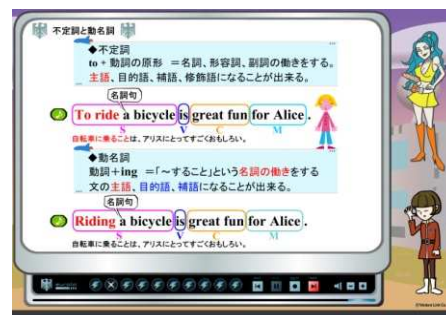 不定詞と動名詞
◆不定詞
to + 動詞の原形 ＝名詞、形容詞、副詞の働きをする。
主語、目的語、補語、修飾語になることが出来る。
名詞句
To ride a bicycle is great fun for Alice.
S V C M
自転車に乗ることは、アリスにとってすごくおもしろい。
◆動名詞
動詞＋ing ＝「～すること」という名詞の働きをする
文の主語、目的語、補語になることが出来る。
名詞句
Riding a bicycle is great fun for Alice.
S V C M
自転車に乗ることは、アリスにとってすごくおもしろい。